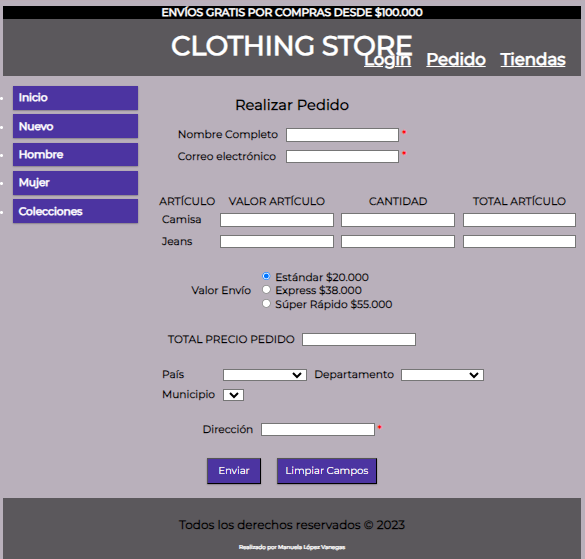 ENVÍOS GRATIS POR COMPRAS DESDE $100.000
CLOTHING STORE
Login Pedido Tiendas
Inicio
Nuevo
Hombre
Mujer
Colecciones
Realizar Pedido
Nombre Completo *
Correo electrónico *
ARTÍCULO VALOR ARTÍCULO CANTIDAD TOTAL ARTÍCULO
Camisa
Jeans
Valor Envío
Estándar $20.000
Express $38.000
Súper Rápido $55.000
TOTAL PRECIO PEDIDO
País Departamento
Municipio
Dirección *
Enviar Limpiar Campos
Todos los derechos reservados © 2023
Realizado por Manuela López Vanegas